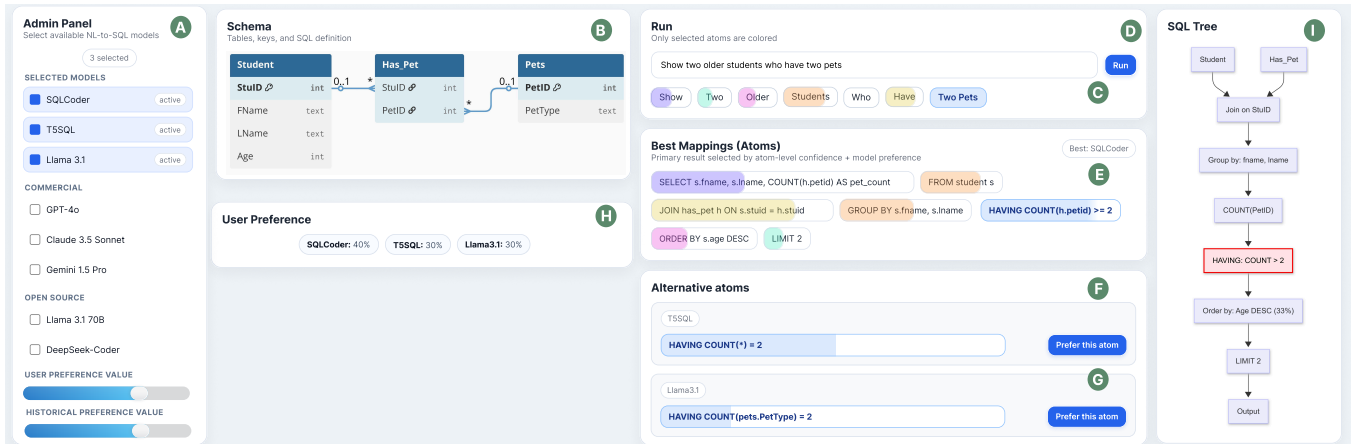 Admin Panel
Select available NL-to-SQL models
A
3 selected
SELECTED MODELS
SQLCoder active
T5SQL active
Llama 3.1 active
COMMERCIAL
GPT-4o
Claude 3.5 Sonnet
Gemini 1.5 Pro
OPEN SOURCE
Llama 3.1 70B
DeepSeek-Coder
USER PREFERENCE VALUE
HISTORICAL PREFERENCE VALUE
Schema
Tables, keys, and SQL definition
B
Student
StuID int
FName text
LName text
Age int
0..1 *
Has_Pet
StuID int
PetID int
* 0..1
Pets
PetID int
PetType text
User Preference
H
SQLCoder: 40% T5SQL: 30% Llama3.1: 30%
Run
Only selected atoms are colored
D
Show two older students who have two pets
Run
C
Show Two Older Students Who Have Two Pets
Best Mappings (Atoms)
Primary result selected by atom-level confidence + model preference
Best: SQLCoder
E
SELECT s.fname, s.lname, COUNT(h.petid) AS pet_count FROM student s
JOIN has_pet h ON s.stuid = h.stuid GROUP BY s.fname, s.lname HAVING COUNT(h.petid) >= 2
ORDER BY s.age DESC LIMIT 2
Alternative atoms
F
T5SQL
HAVING COUNT(*) = 2 Prefer this atom
G
Llama3.1
HAVING COUNT(pets.PetType) = 2 Prefer this atom
SQL Tree
I
Student Has_Pet
Join on StuID
Group by: fname, lname
COUNT(PetID)
HAVING: COUNT > 2
Order by: Age DESC (33%)
LIMIT 2
Output